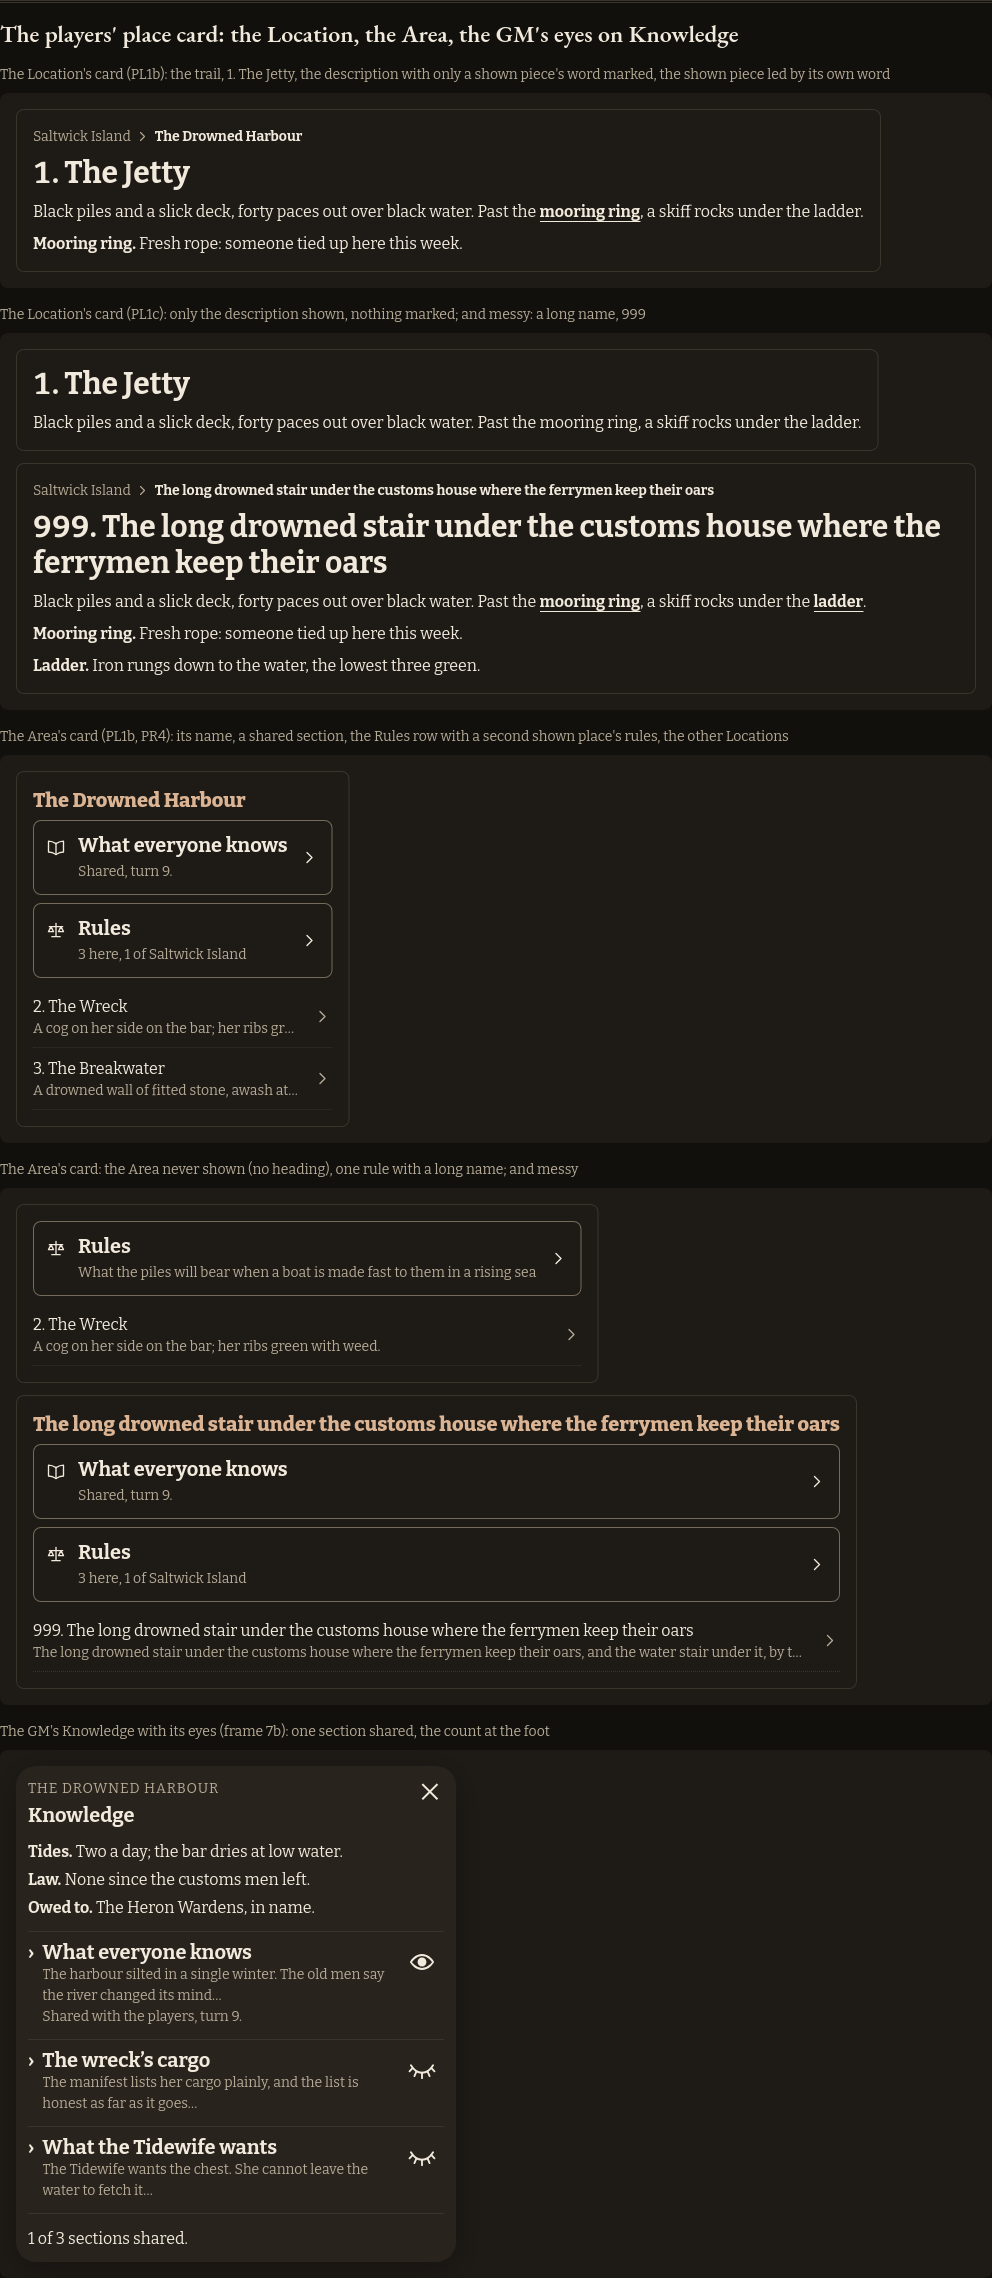 The players' place card: the Location, the Area, the GM's eyes on Knowledge
The Location's card (PL1b): the trail, 1. The Jetty, the description with only a shown piece's word marked, the shown piece led by its own word
Saltwick Island › The Drowned Harbour
1. The Jetty
Black piles and a slick deck, forty paces out over black water. Past the mooring ring, a skiff rocks under the ladder.
Mooring ring. Fresh rope: someone tied up here this week.
The Location's card (PL1c): only the description shown, nothing marked; and messy: a long name, 999
1. The Jetty
Black piles and a slick deck, forty paces out over black water. Past the mooring ring, a skiff rocks under the ladder.
Saltwick Island › The long drowned stair under the customs house where the ferrymen keep their oars
999. The long drowned stair under the customs house where the
ferrymen keep their oars
Black piles and a slick deck, forty paces out over black water. Past the mooring ring, a skiff rocks under the ladder.
Mooring ring. Fresh rope: someone tied up here this week.
Ladder. Iron rungs down to the water, the lowest three green.
The Area's card (PL1b, PR4): its name, a shared section, the Rules row with a second shown place's rules, the other Locations
The Drowned Harbour
What everyone knows
Shared, turn 9.
Rules
3 here, 1 of Saltwick Island
2. The Wreck
A cog on her side on the bar; her ribs gr...
3. The Breakwater
A drowned wall of fitted stone, awash at...
The Area's card: the Area never shown (no heading), one rule with a long name; and messy
Rules
What the piles will bear when a boat is made fast to them in a rising sea
2. The Wreck
A cog on her side on the bar; her ribs green with weed.
The long drowned stair under the customs house where the ferrymen keep their oars
What everyone knows
Shared, turn 9.
Rules
3 here, 1 of Saltwick Island
999. The long drowned stair under the customs house where the ferrymen keep their oars
The long drowned stair under the customs house where the ferrymen keep their oars, and the water stair under it, by t...
The GM's Knowledge with its eyes (frame 7b): one section shared, the count at the foot
THE DROWNED HARBOUR
Knowledge
Tides. Two a day; the bar dries at low water.
Law. None since the customs men left.
Owed to. The Heron Wardens, in name.
› What everyone knows
The harbour silted in a single winter. The old men say
the river changed its mind...
Shared with the players, turn 9.
› The wreck’s cargo
The manifest lists her cargo plainly, and the list is
honest as far as it goes...
› What the Tidewife wants
The Tidewife wants the chest. She cannot leave the
water to fetch it...
1 of 3 sections shared.